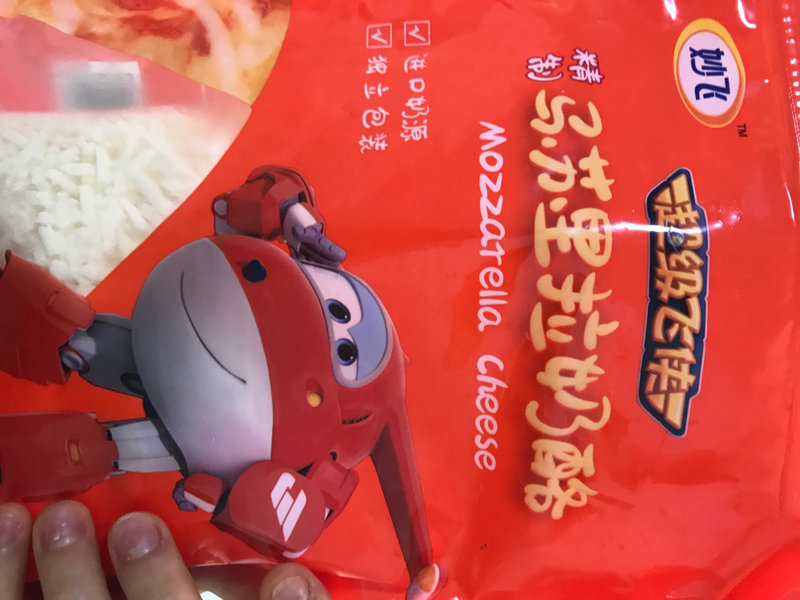 妙飞
TM
超级飞侠
精制
马苏里拉奶酪
Mozzarella Cheese
√ 进口奶源
√ 独立包装